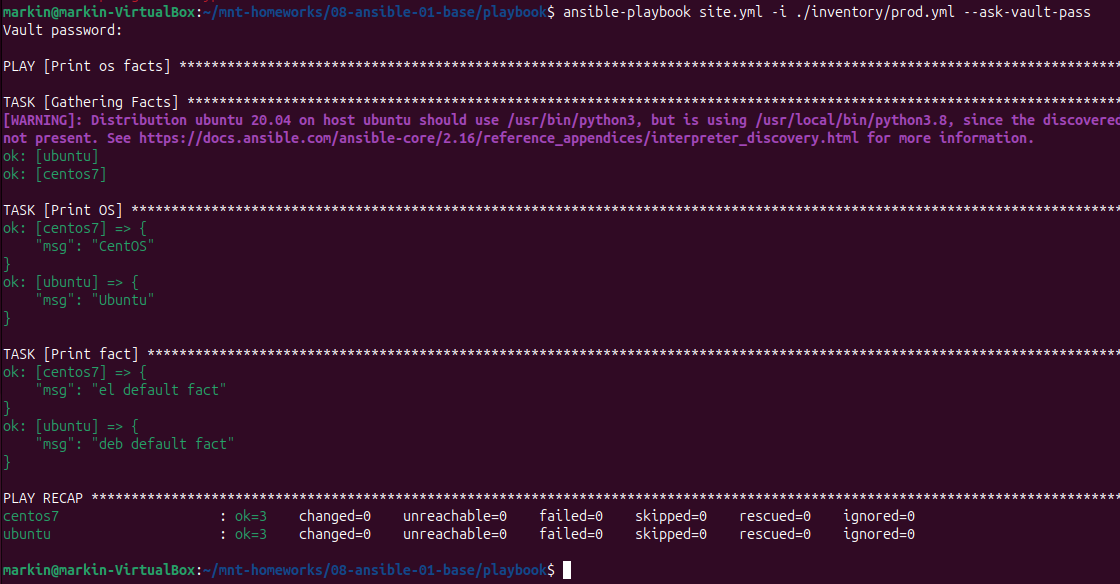 markin@markin-VirtualBox:~/mnt-homeworks/08-ansible-01-base/playbook$ ansible-playbook site.yml -i ./inventory/prod.yml --ask-vault-pass
Vault password:
PLAY [Print os facts] ****************************************************************************************************************************
TASK [Gathering Facts] ***************************************************************************************************************************
[WARNING]: Distribution ubuntu 20.04 on host ubuntu should use /usr/bin/python3, but is using /usr/local/bin/python3.8, since the discovered
not present. See https://docs.ansible.com/ansible-core/2.16/reference_appendices/interpreter_discovery.html for more information.
ok: [ubuntu]
ok: [centos7]
TASK [Print OS] **********************************************************************************************************************************
ok: [centos7] => {
    "msg": "CentOS"
}
ok: [ubuntu] => {
    "msg": "Ubuntu"
}
TASK [Print fact] ********************************************************************************************************************************
ok: [centos7] => {
    "msg": "el default fact"
}
ok: [ubuntu] => {
    "msg": "deb default fact"
}
PLAY RECAP ***************************************************************************************************************************************
centos7                    : ok=3    changed=0    unreachable=0    failed=0    skipped=0    rescued=0    ignored=0
ubuntu                     : ok=3    changed=0    unreachable=0    failed=0    skipped=0    rescued=0    ignored=0
markin@markin-VirtualBox:~/mnt-homeworks/08-ansible-01-base/playbook$